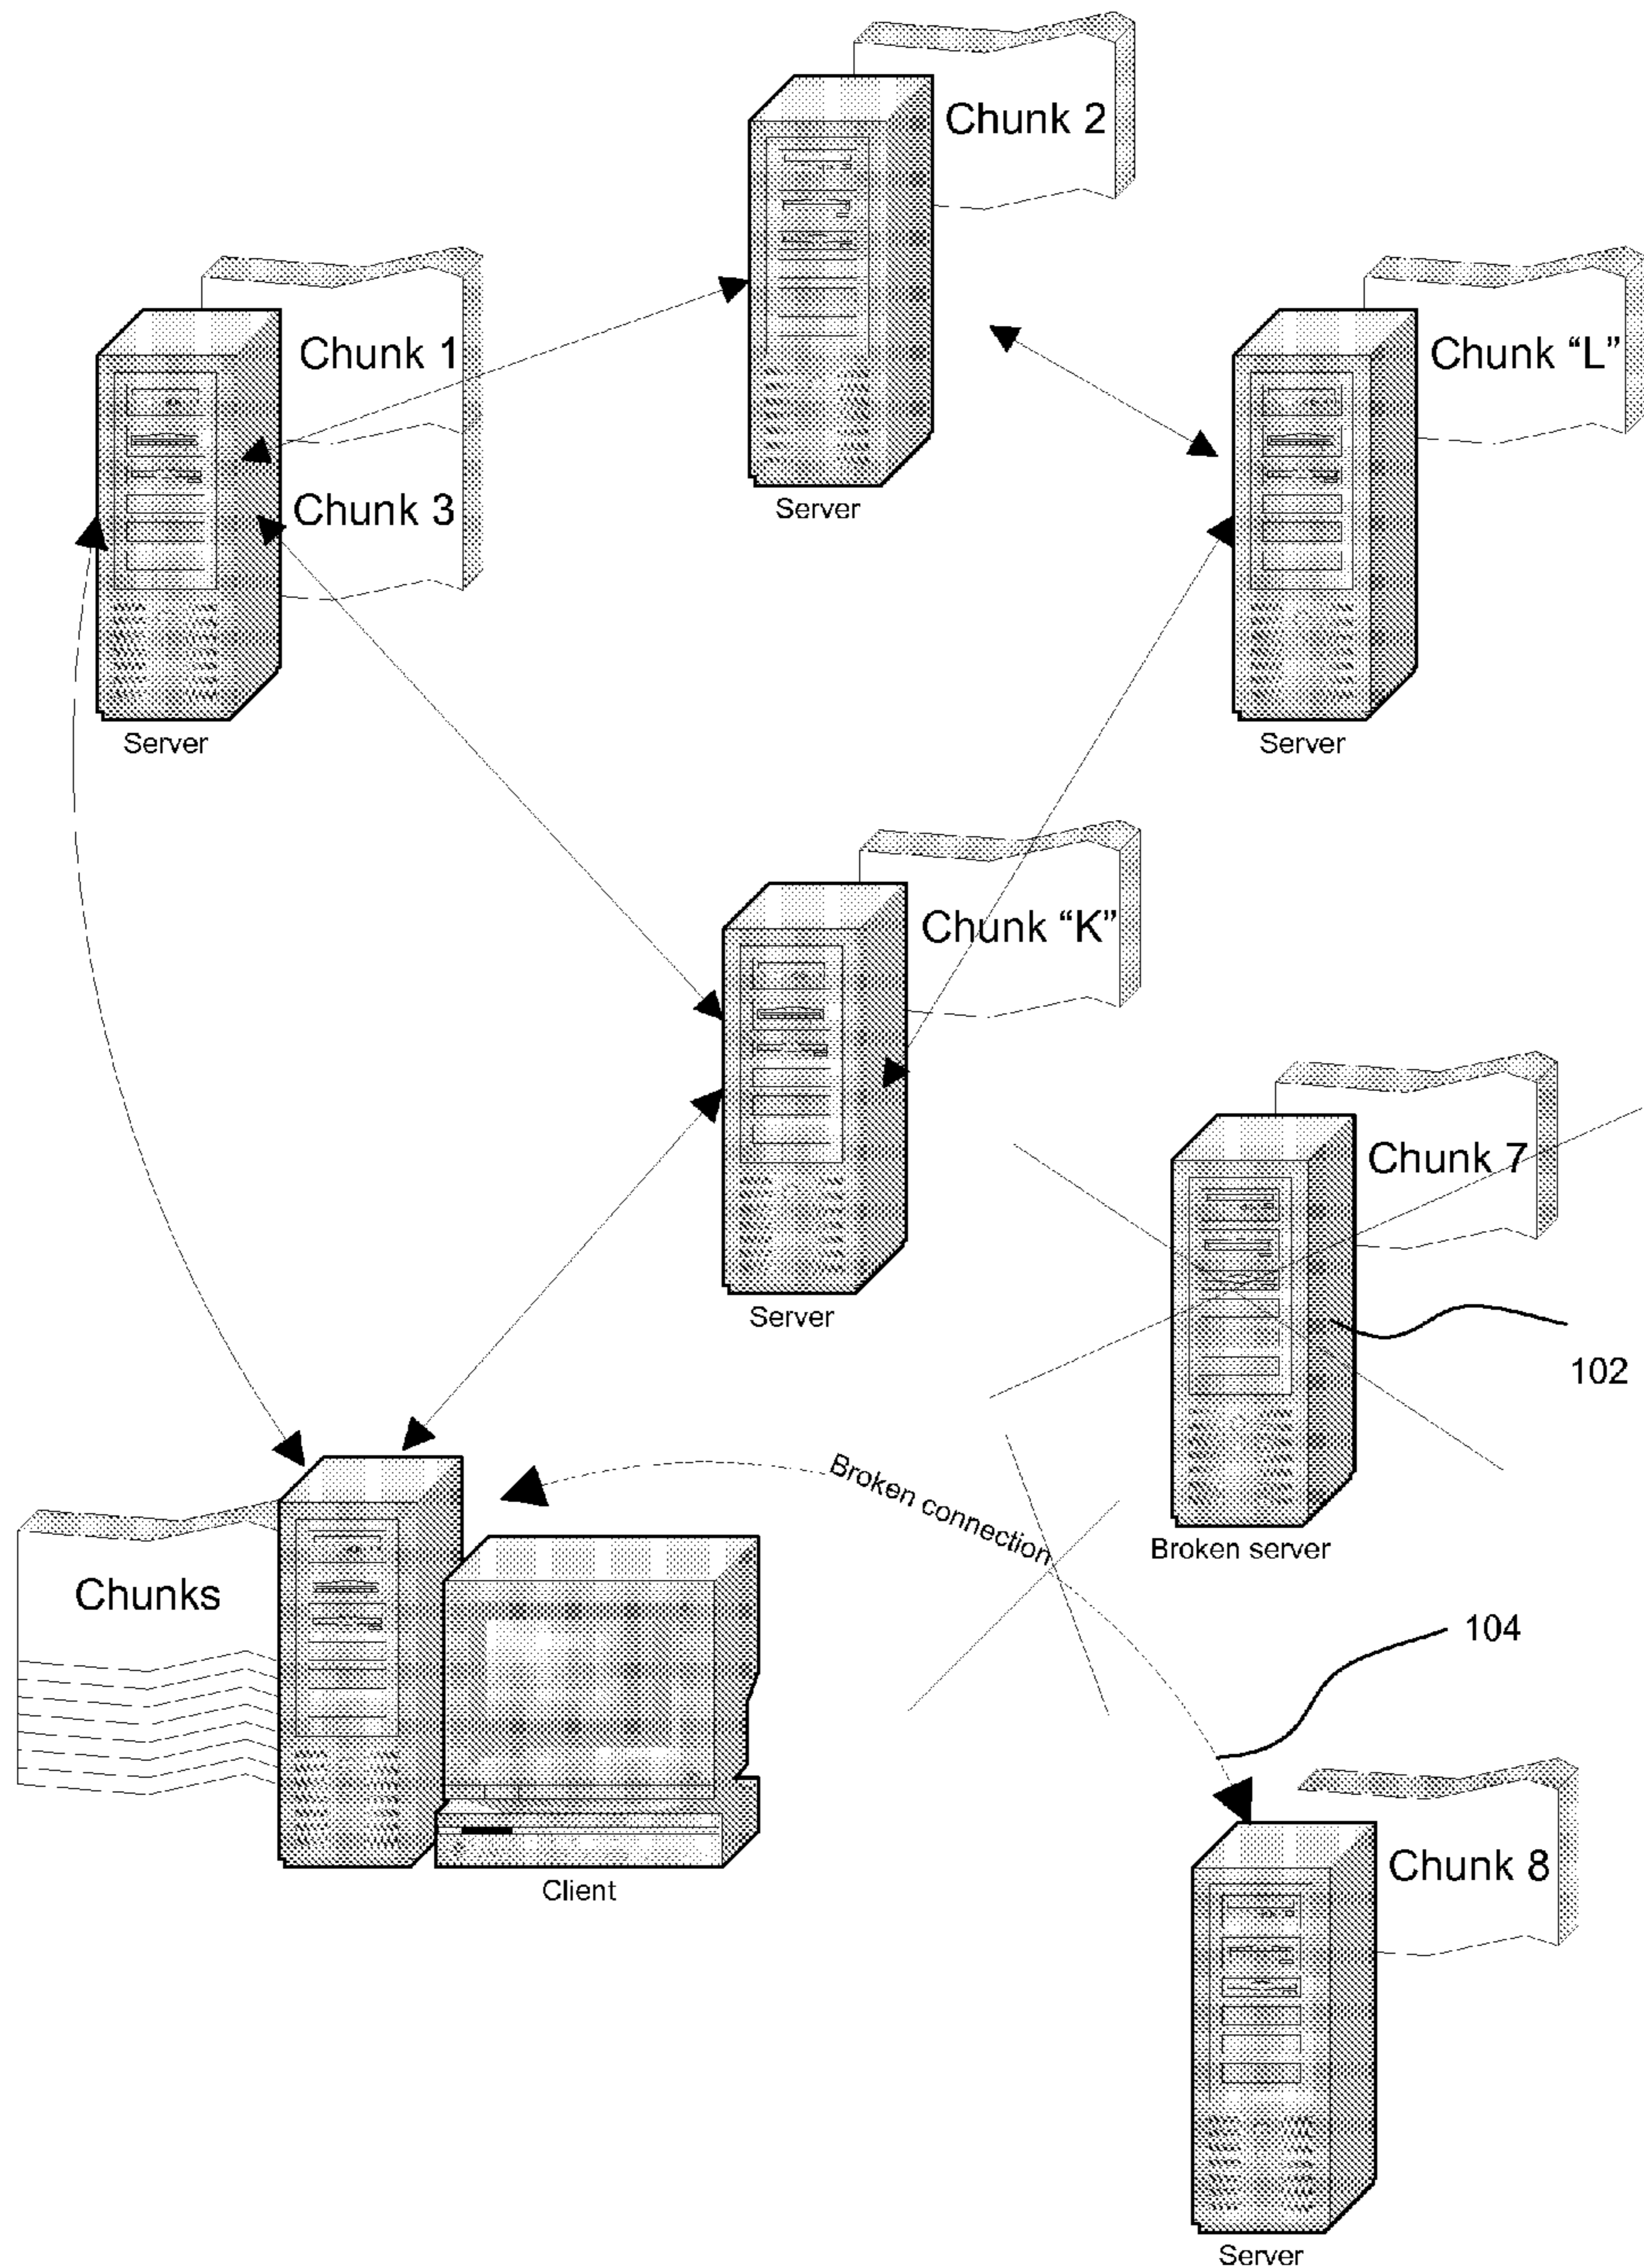 Chunk 2
Server
Chunk 1
Chunk 3
Server
Chunk “L”
Server
Chunk “K”
Server
Chunk 7
102
Broken server
Broken connection
104
Chunks
Client
Chunk 8
Server